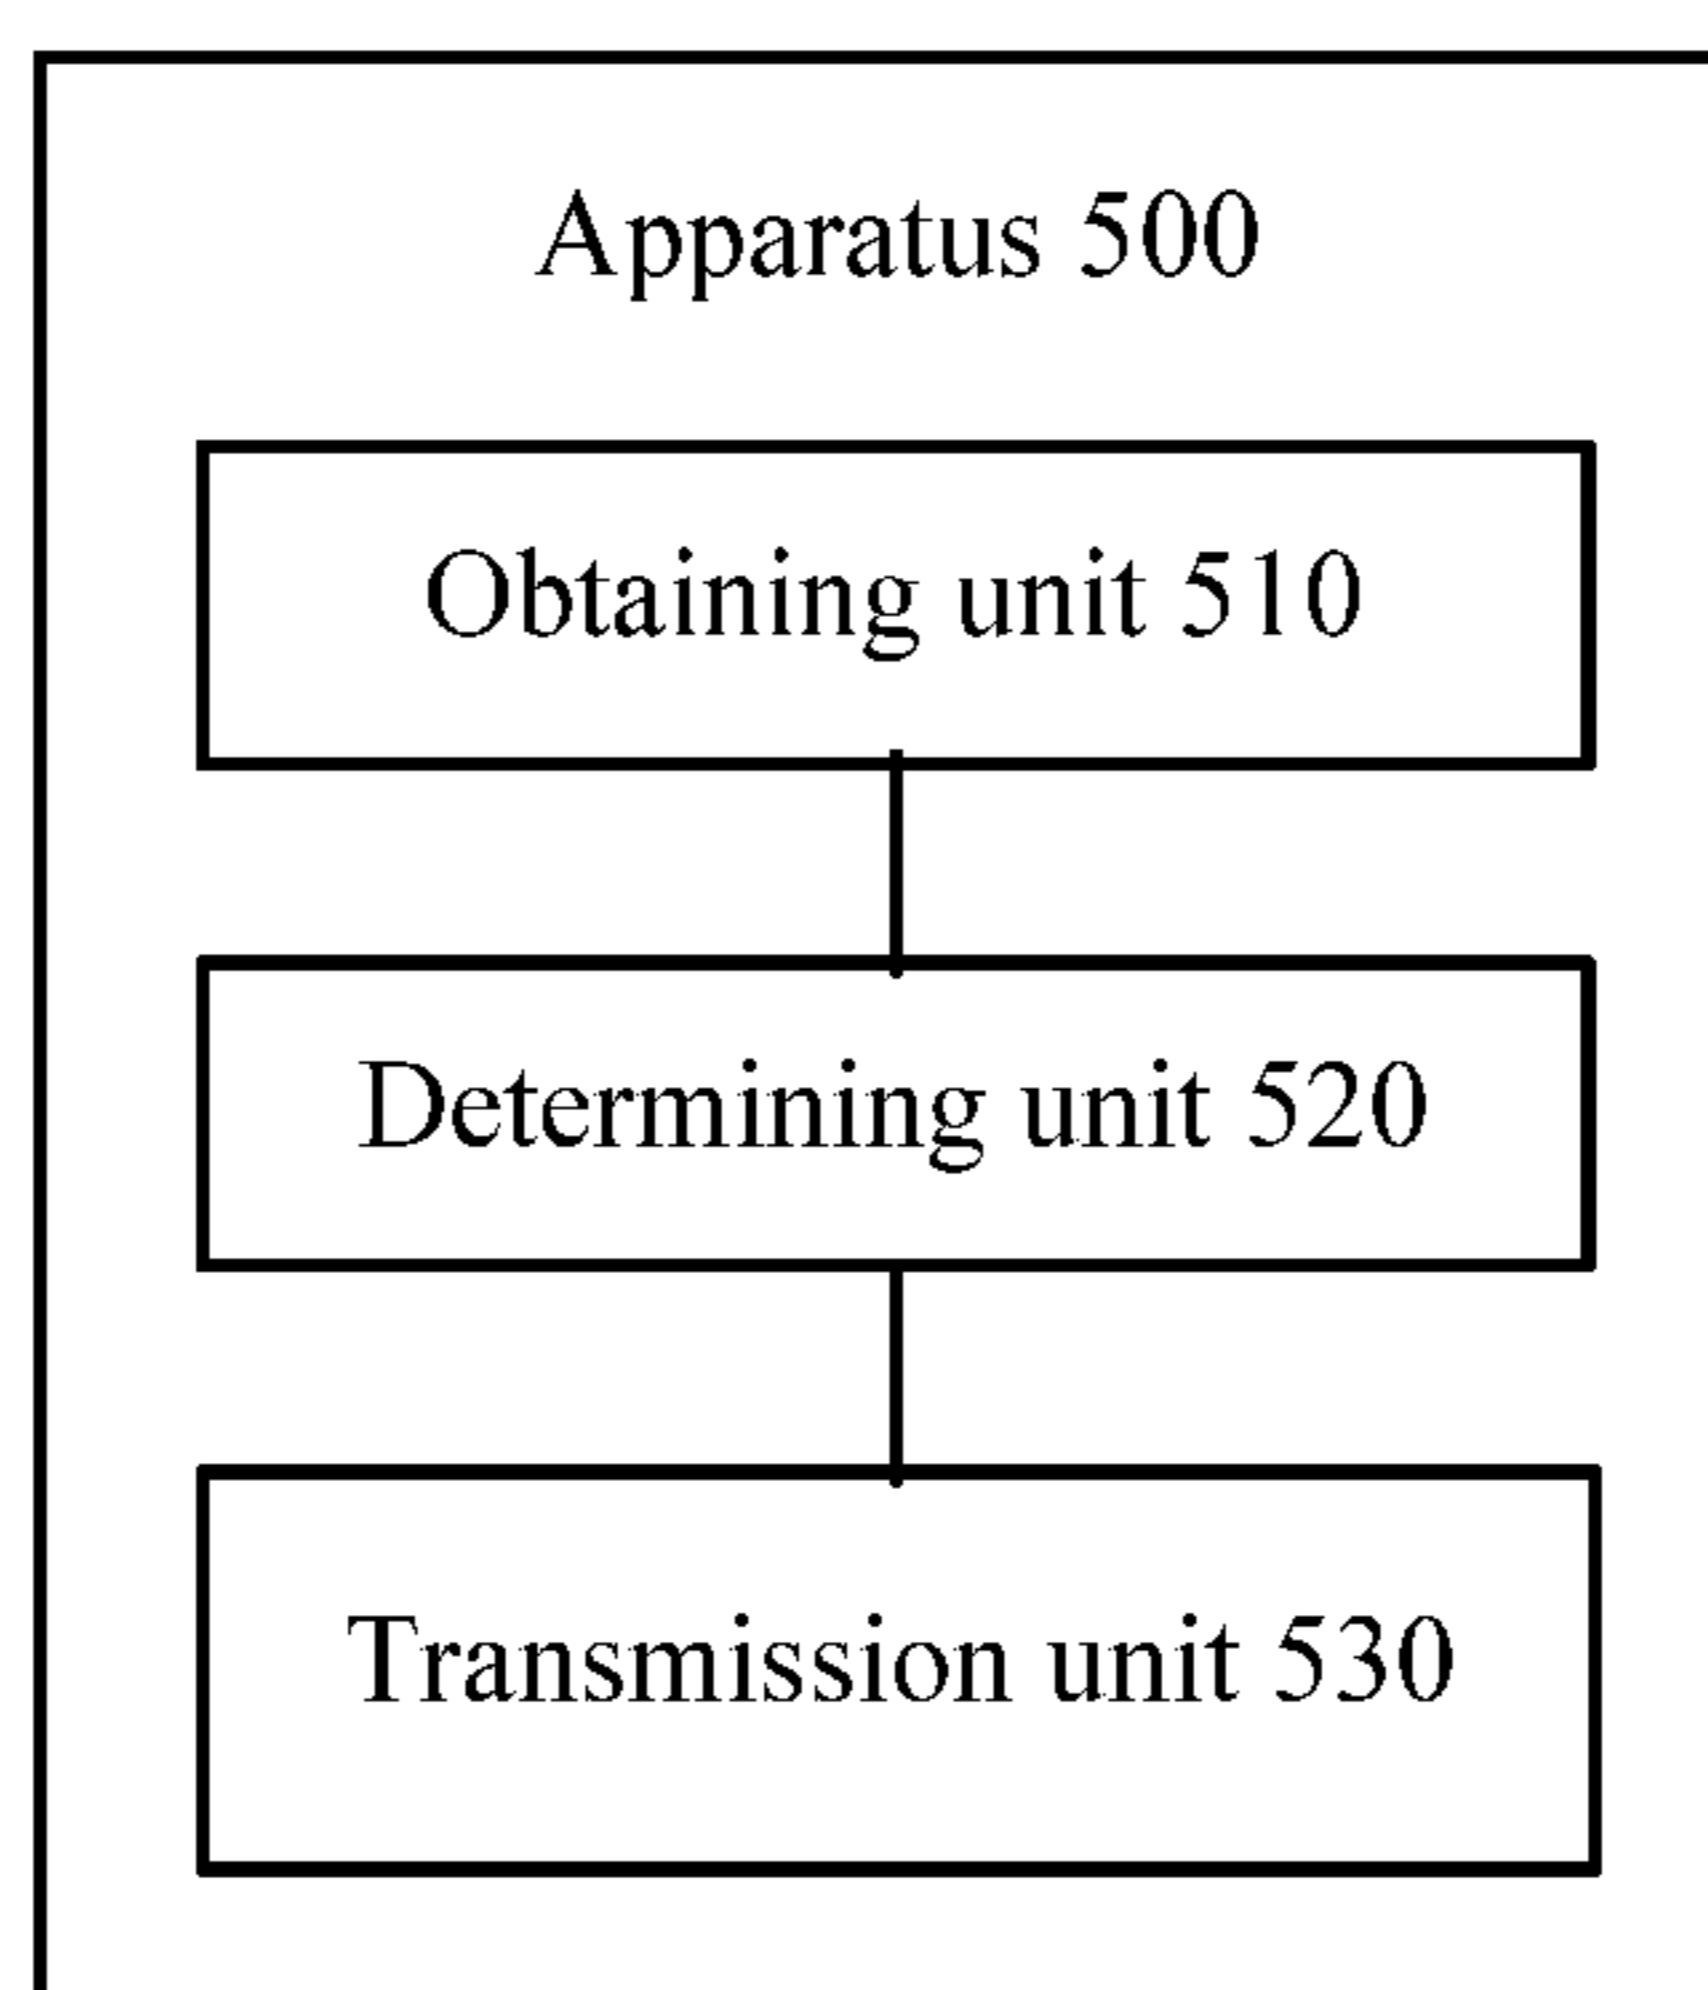 Apparatus 500
Obtaining unit 510
Determining unit 520
Transmission unit 530